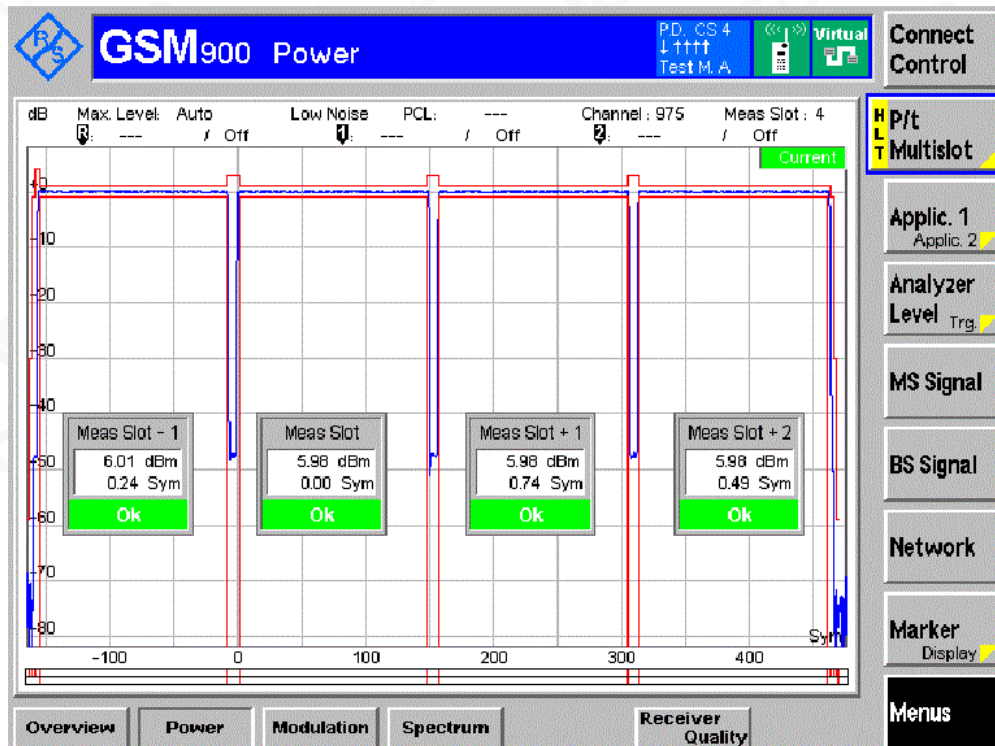 R S
GSM900 Power
P.D. CS 4
↓ ↑↑↑↑
Test M. A.
Virtual
Connect Control
dB Max. Level: Auto Low Noise PCL: --- Channel : 975 Meas Slot : 4
R: --- / Off 1: --- / Off 2: --- / Off
Current
HLT
P/t Multislot
Applic. 1
Applic. 2
Analyzer Level
Trg.
MS Signal
BS Signal
Network
Marker
Display
Menus
+0
-10
-20
-30
-40
-50
-60
-70
-80
Meas Slot - 1
6.01 dBm
0.24 Sym
Ok
Meas Slot
5.98 dBm
0.00 Sym
Ok
Meas Slot + 1
5.98 dBm
0.74 Sym
Ok
Meas Slot + 2
5.98 dBm
0.49 Sym
Ok
Sym
-100 0 100 200 300 400
Overview Power Modulation Spectrum Receiver Quality